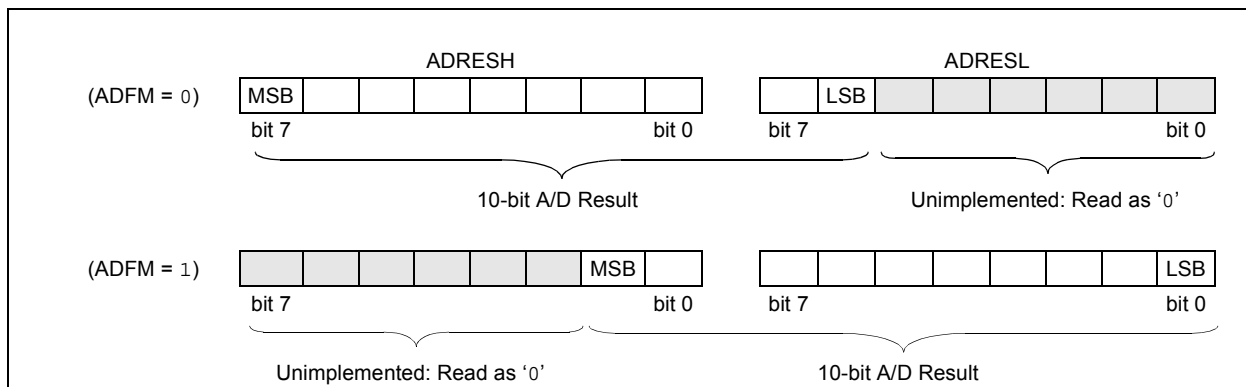 ADRESH ADRESL
(ADFM = 0) MSB LSB
bit 7 bit 0 bit 7 bit 0
10-bit A/D Result Unimplemented: Read as ‘0’
(ADFM = 1) MSB LSB
bit 7 bit 0 bit 7 bit 0
Unimplemented: Read as ‘0’ 10-bit A/D Result